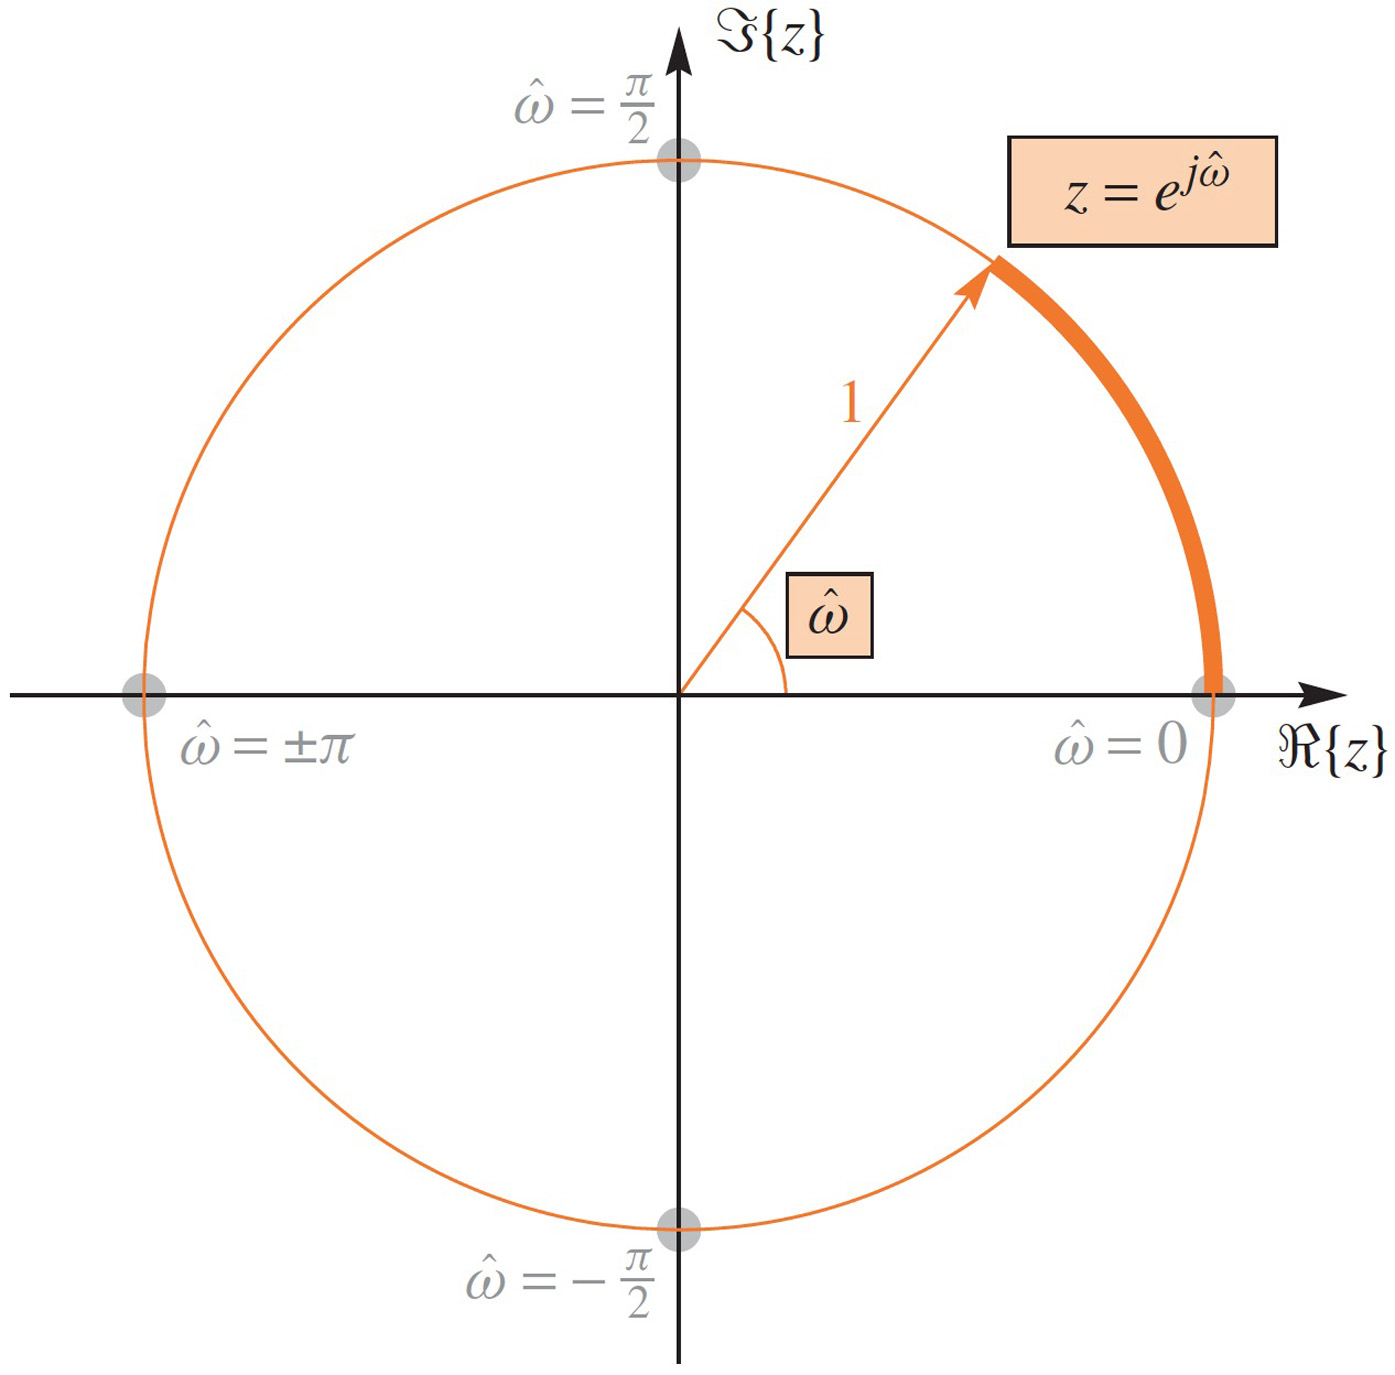 ℑ{z}
ω̂ = π/2
z = e^{jω̂}
1
ω̂
ω̂ = ±π
ω̂ = 0
ℜ{z}
ω̂ = − π/2